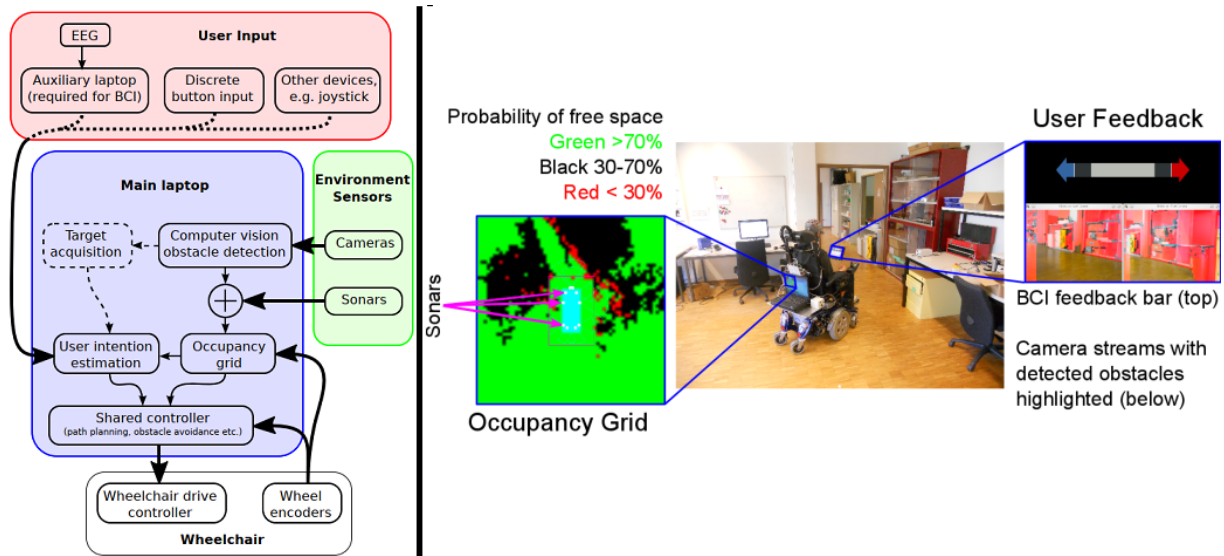 EEG
User Input
Auxiliary laptop
(required for BCI)
Discrete
button input
Other devices,
e.g. joystick
Main laptop
Environment
Sensors
Target
acquisition
Computer vision
obstacle detection
Cameras
Sonars
User intention
estimation
Occupancy
grid
Shared controller
(path planning, obstacle avoidance etc.)
Wheelchair drive
controller
Wheel
encoders
Wheelchair
Probability of free space
Green >70%
Black 30-70%
Red < 30%
Sonars
Occupancy Grid
User Feedback
BCI feedback bar (top)
Camera streams with
detected obstacles
highlighted (below)